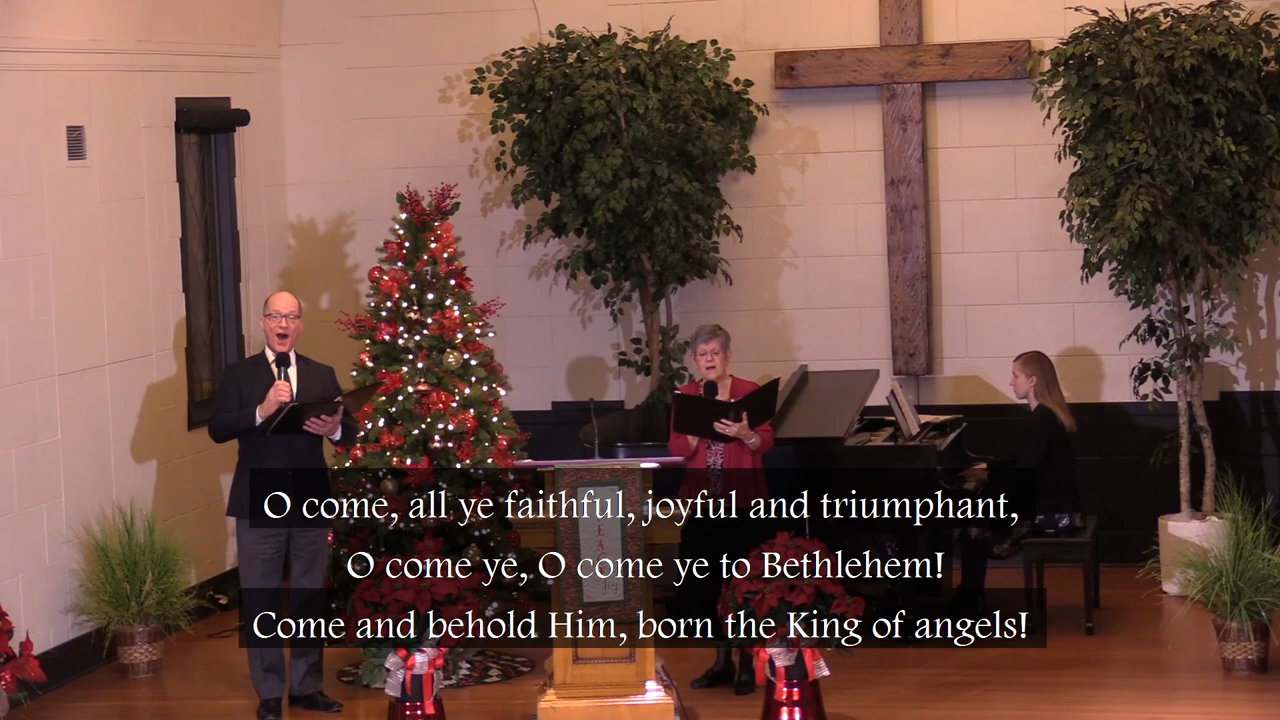 O come, all ye faithful, joyful and triumphant,
O come ye, O come ye to Bethlehem!
Come and behold Him, born the King of angels!